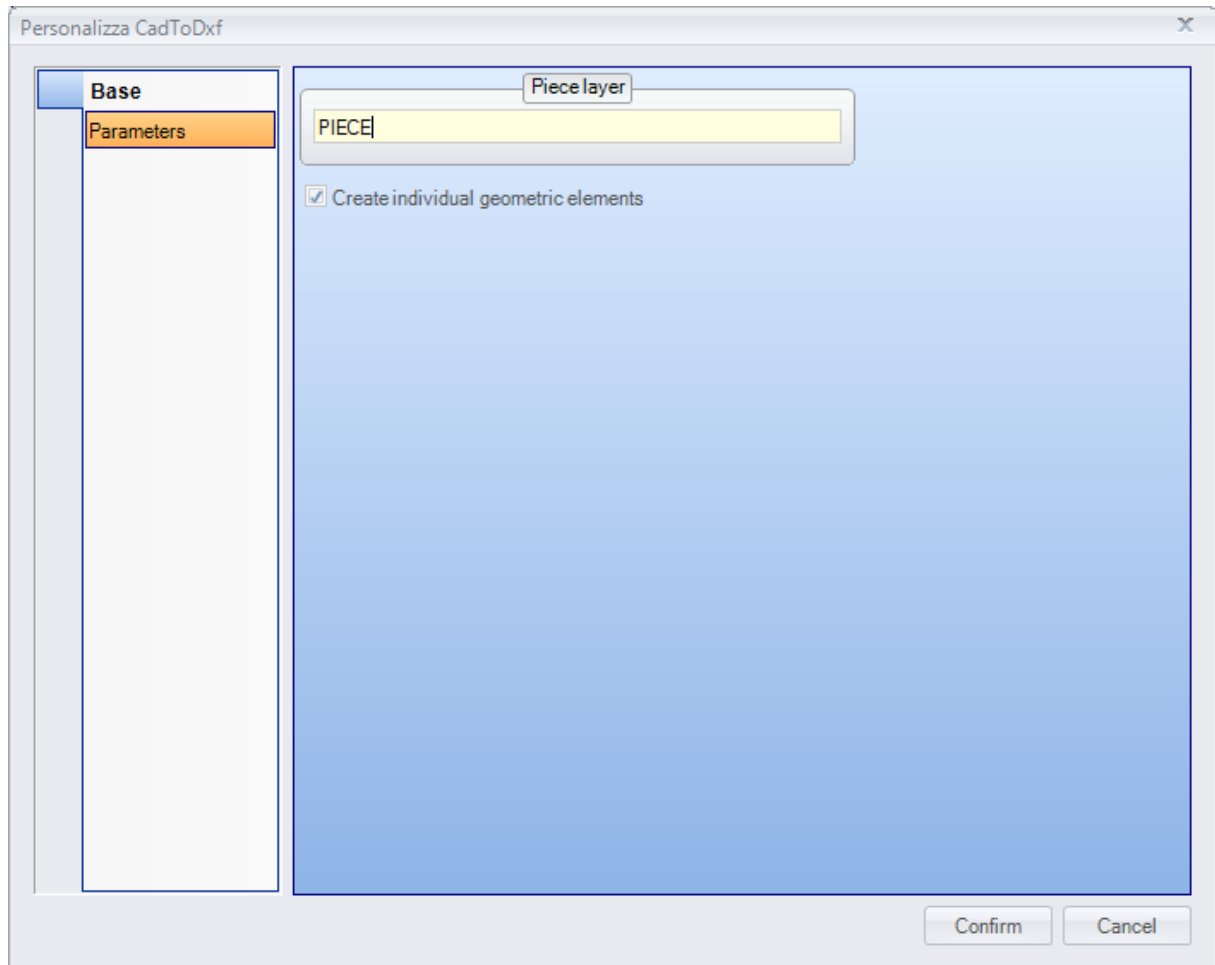 Personalizza CadToDxf
Base
Parameters
Piece layer
PIECE
Create individual geometric elements
Confirm
Cancel